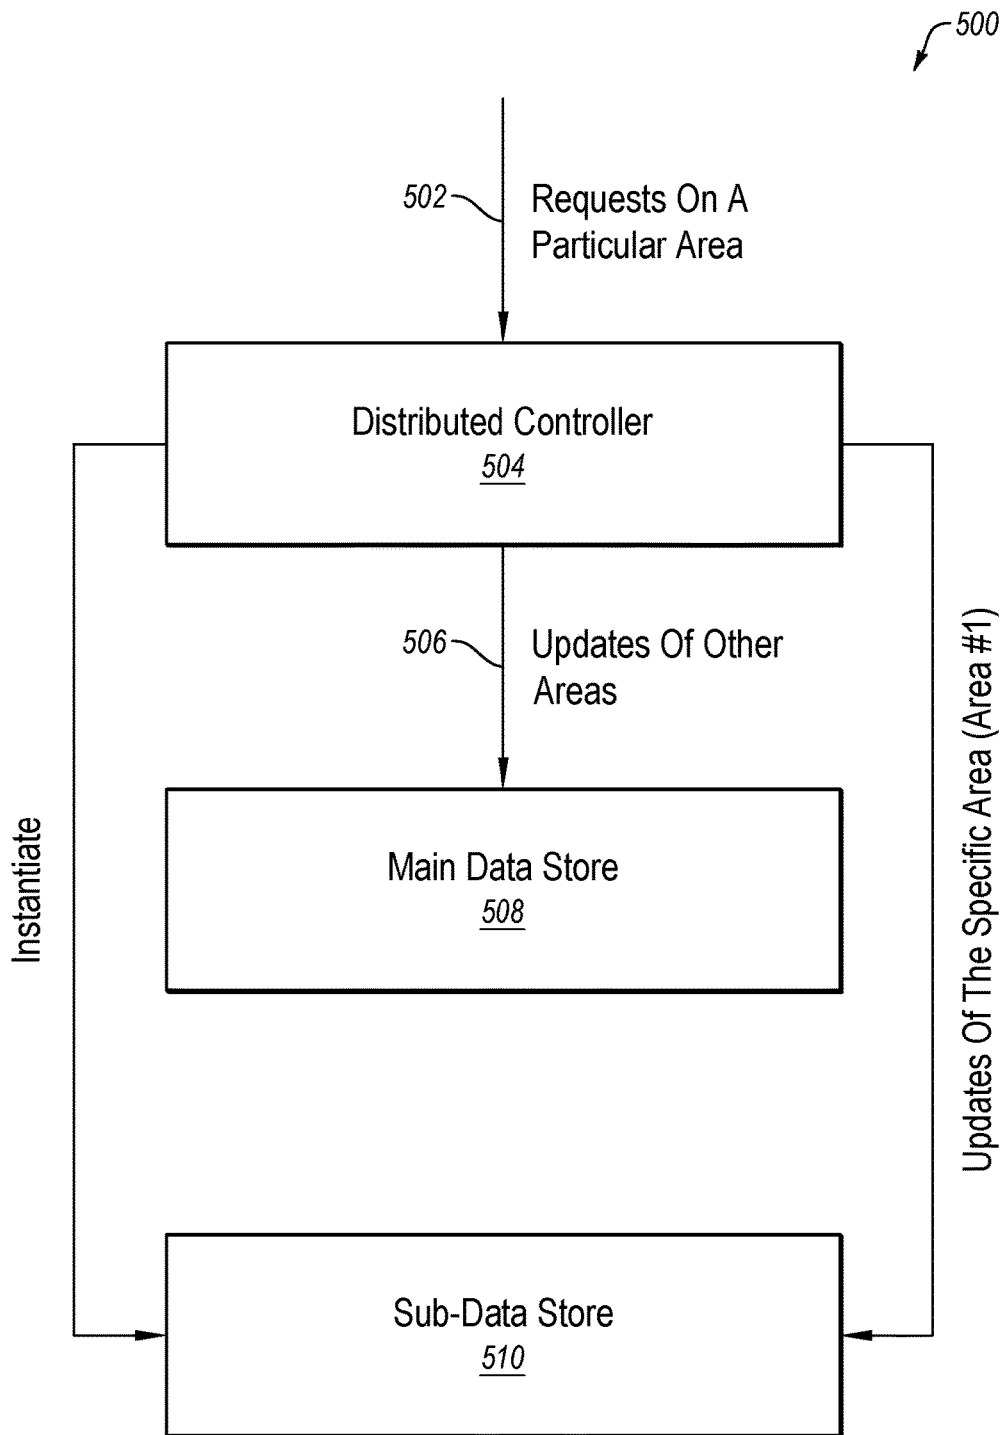 500
502
Requests On A
Particular Area
Distributed Controller
504
506
Updates Of Other
Areas
Instantiate
Updates Of The Specific Area (Area #1)
Main Data Store
508
Sub-Data Store
510